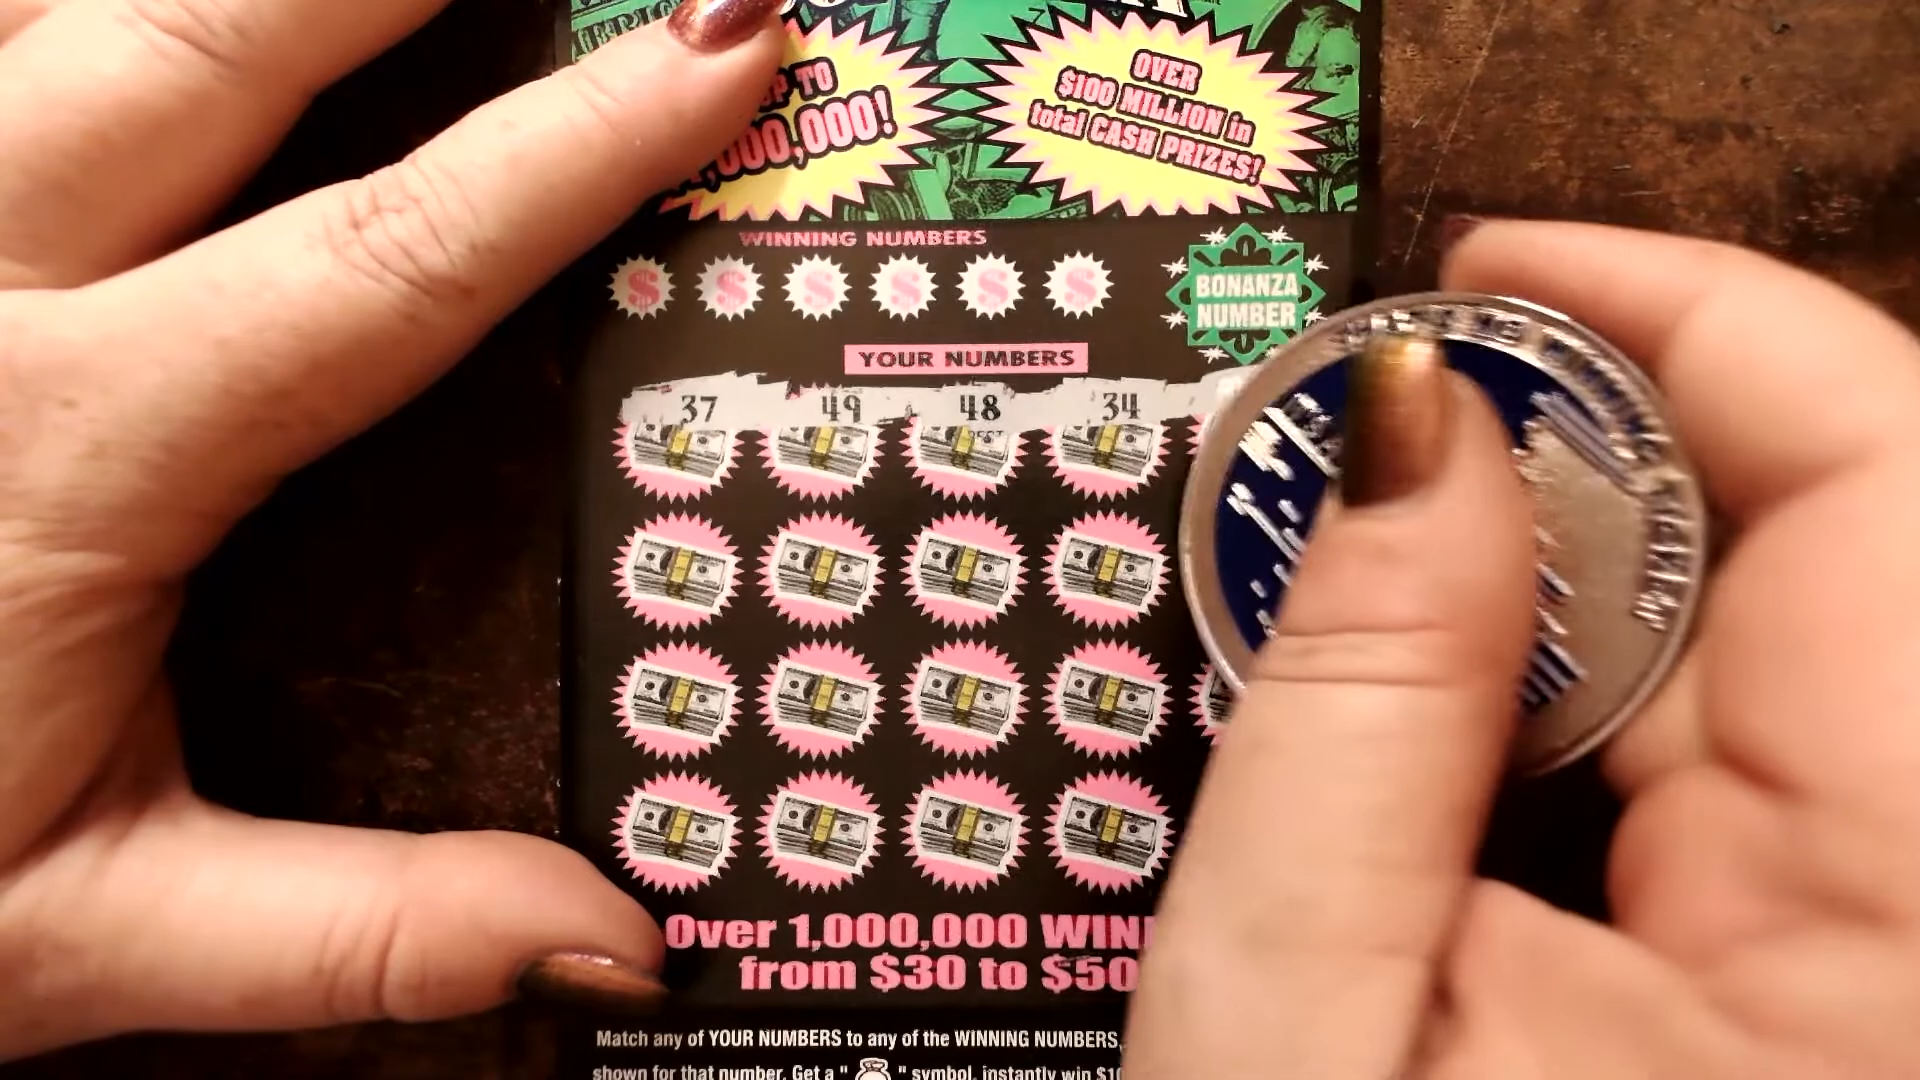 UP TO
,000,000!
OVER
$100 MILLION in
total CASH PRIZES!
WINNING NUMBERS
$ $ $ $ $ $
BONANZA
NUMBER
YOUR NUMBERS
37 49 48 34
Over 1,000,000 WIN
from $30 to $50
Match any of YOUR NUMBERS to any of the WINNING NUMBERS,
shown for that number. Get a " " symbol, instantly win $10